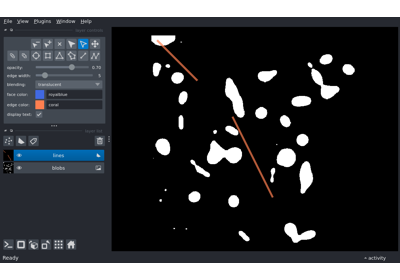 File View Plugins Window Help
opacity: 0.70
edge width: 5
blending: translucent
face color: royalblue
edge color: coral
display text:
lines
blobs
Ready
activity